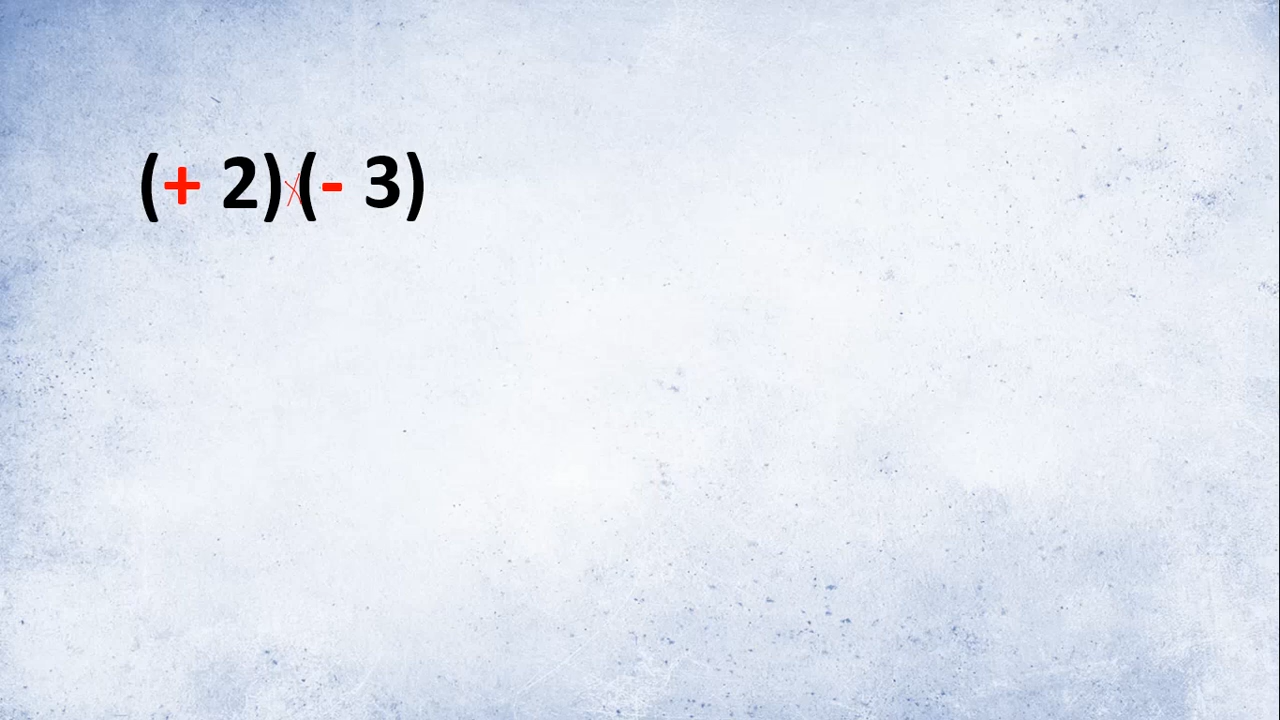 (+ 2)×(- 3)